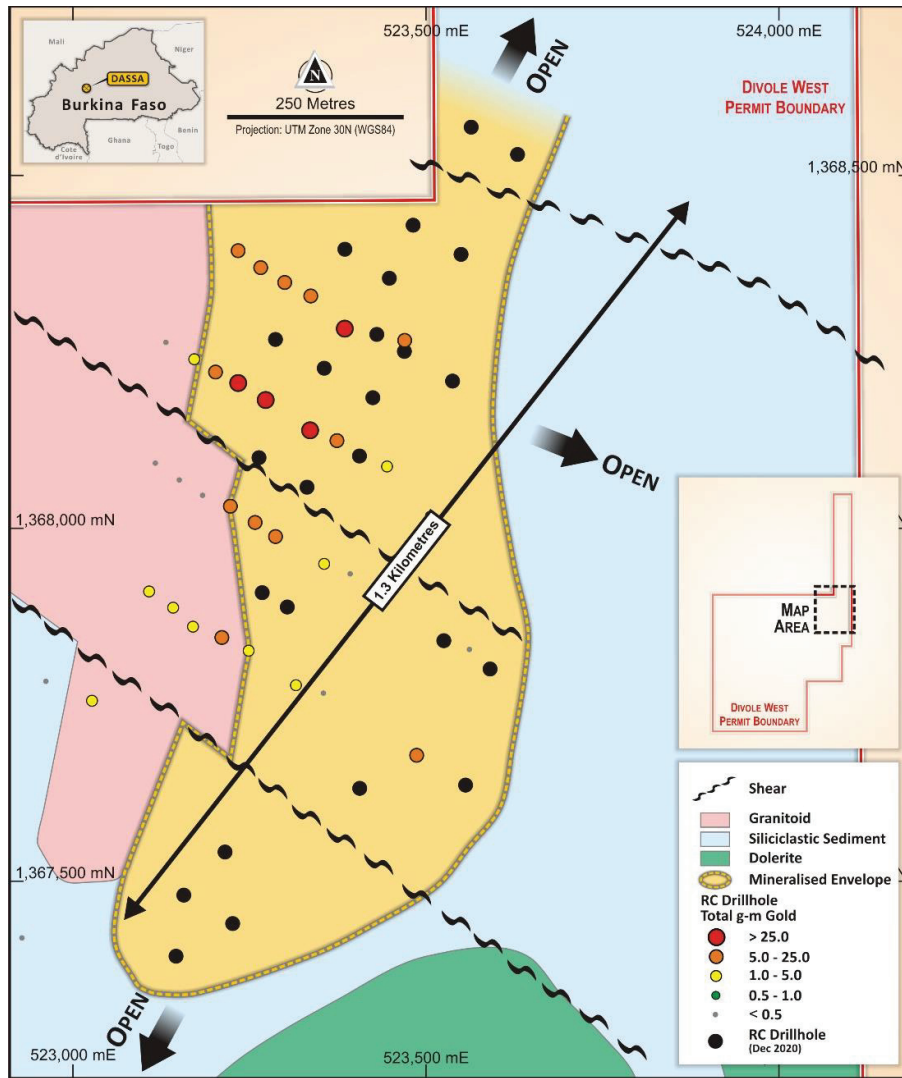 523,500 mE
524,000 mE
Mali
Niger
DASSA
Burkina Faso
Ghana
Benin
Togo
Cote
d'Ivoire
N
250 Metres
Projection: UTM Zone 30N (WGS84)
OPEN
DIVOLE WEST
PERMIT BOUNDARY
1,368,500 mN
OPEN
1,368,000 mN
1.3 Kilometres
MAP
AREA
DIVOLE WEST
PERMIT BOUNDARY
Shear
Granitoid
Siliciclastic Sediment
Dolerite
Mineralised Envelope
RC Drillhole
Total g-m Gold
> 25.0
5.0 - 25.0
1.0 - 5.0
0.5 - 1.0
< 0.5
RC Drillhole
(Dec 2020)
1,367,500 mN
OPEN
523,000 mE
523,500 mE